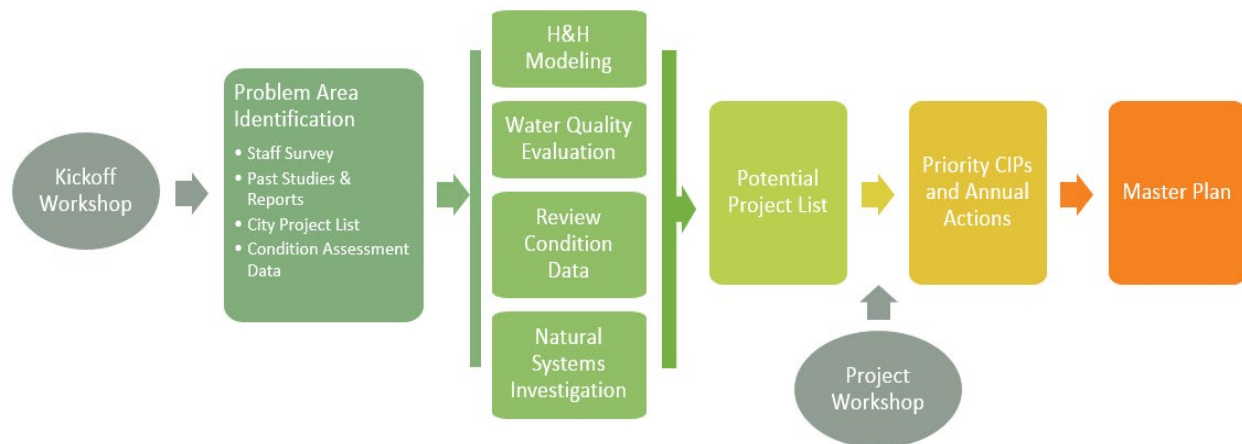 Kickoff
Workshop
Problem Area
Identification
• Staff Survey
• Past Studies &
Reports
• City Project List
• Condition Assessment
Data
H&H
Modeling
Water Quality
Evaluation
Review
Condition
Data
Natural
Systems
Investigation
Potential
Project List
Project
Workshop
Priority CIPs
and Annual
Actions
Master Plan